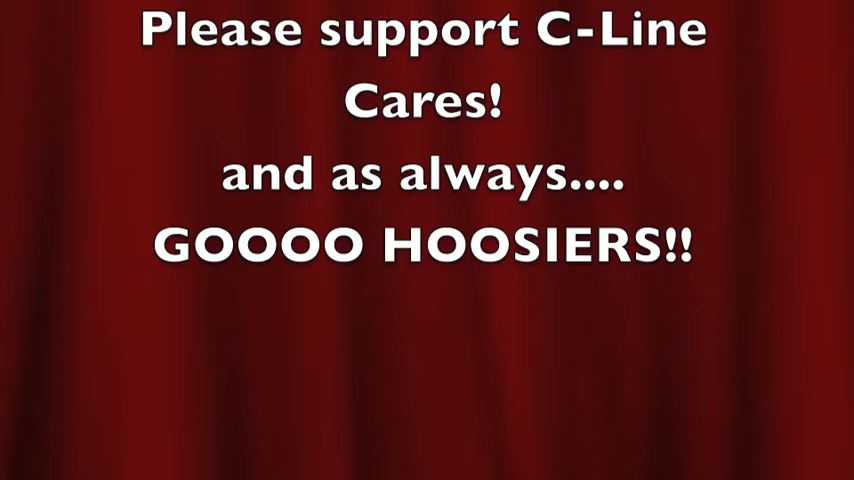 Please support C-Line
Cares!
and as always....
GOOOO HOOSIERS!!